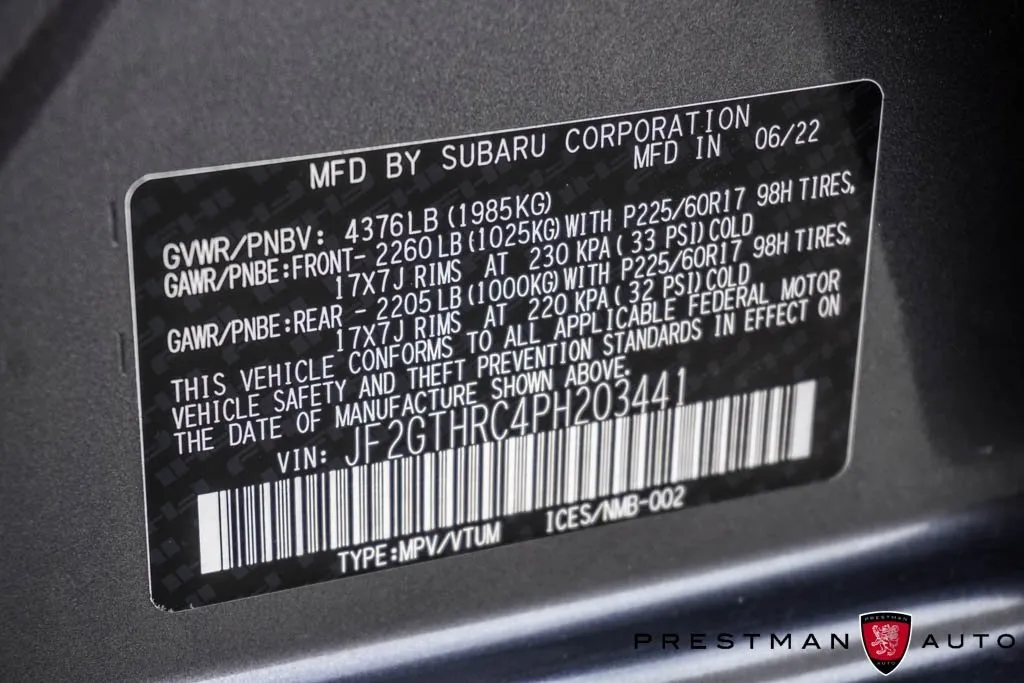 MFD BY SUBARU CORPORATION
MFD IN 06/22
GVWR/PNBV: 4376LB (1985KG)
GAWR/PNBE:FRONT- 2260LB (1025KG)WITH P225/60R17 98H TIRES,
17X7J RIMS AT 230 KPA( 33 PSI)COLD
GAWR/PNBE:REAR - 2205LB (1000KG)WITH P225/60R17 98H TIRES,
17X7J RIMS AT 220 KPA( 32 PSI)COLD
THIS VEHICLE CONFORMS TO ALL APPLICABLE FEDERAL MOTOR
VEHICLE SAFETY AND THEFT PREVENTION STANDARDS IN EFFECT ON
THE DATE OF MANUFACTURE SHOWN ABOVE.
VIN: JF2GTHRC4PH203441
TYPE:MPV/VTUM ICES/NMB-002
PRESTMAN AUTO
PRESTMAN
AUTO